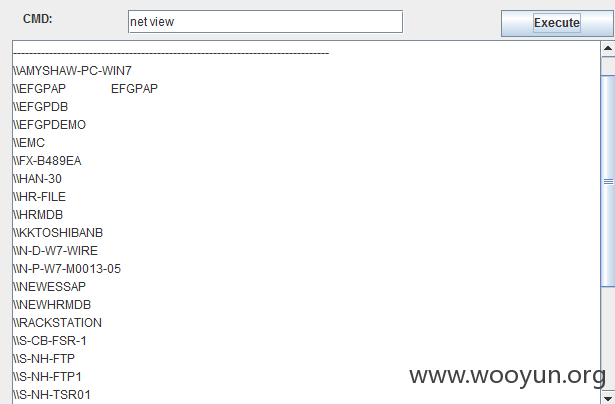 CMD: net view Execute
--------------------------------------------------------------------------------
\\AMYSHAW-PC-WIN7
\\EFGPAP EFGPAP
\\EFGPDB
\\EFGPDEMO
\\EMC
\\FX-B489EA
\\HAN-30
\\HR-FILE
\\HRMDB
\\KKTOSHIBANB
\\N-D-W7-WIRE
\\N-P-W7-M0013-05
\\NEWESSAP
\\NEWHRMDB
\\RACKSTATION
\\S-CB-FSR-1
\\S-NH-FTP
\\S-NH-FTP1
\\S-NH-TSR01
www.wooyun.org